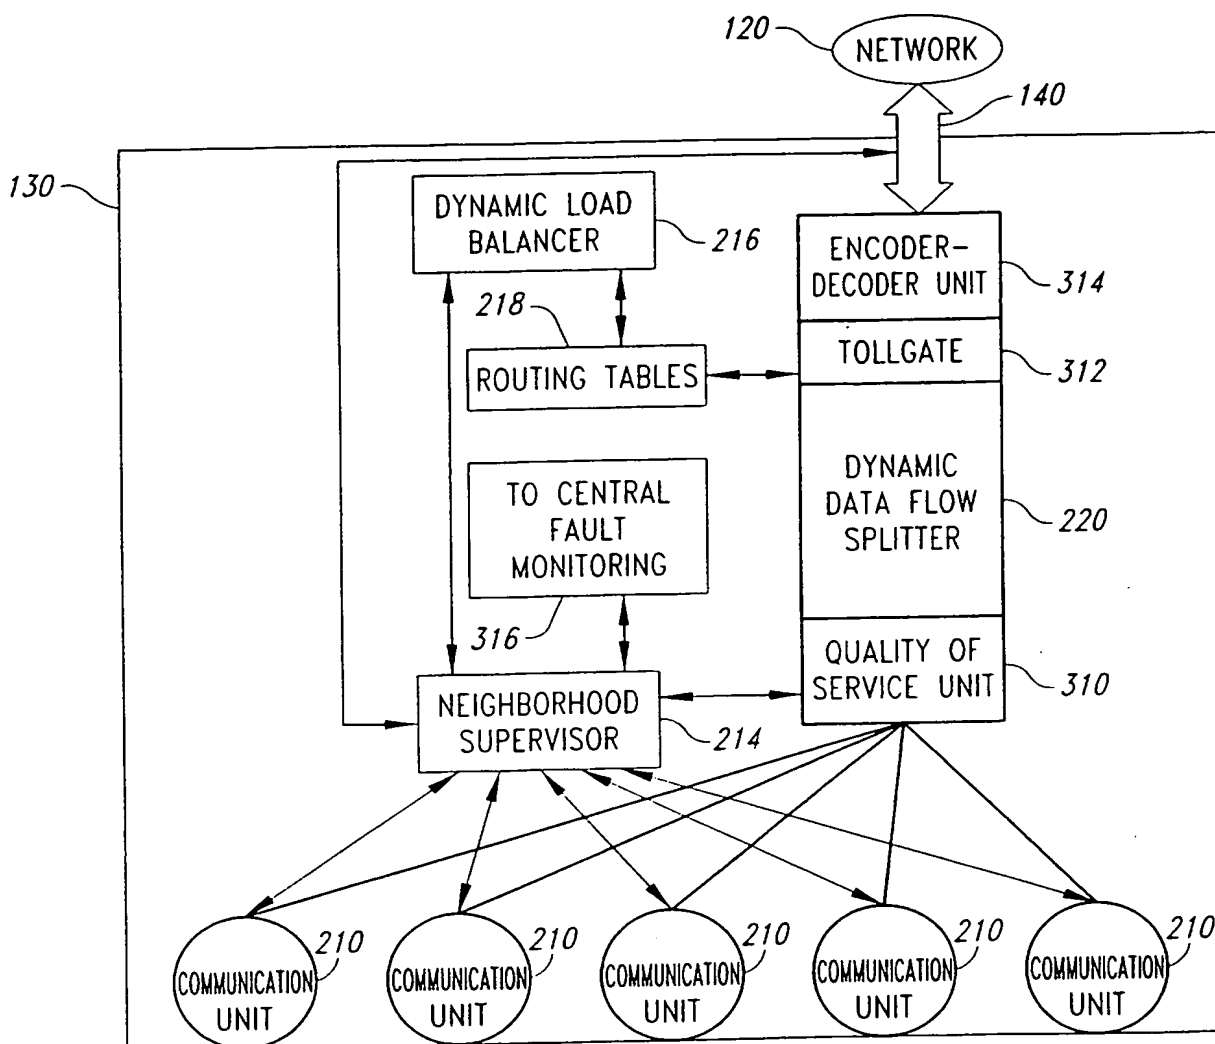 120
NETWORK
140
130
DYNAMIC LOAD
BALANCER
216
ENCODER-
DECODER UNIT
314
218
TOLLGATE
312
ROUTING TABLES
DYNAMIC
DATA FLOW
SPLITTER
220
TO CENTRAL
FAULT
MONITORING
316
QUALITY OF
SERVICE UNIT
310
NEIGHBORHOOD
SUPERVISOR
214
210
COMMUNICATION
UNIT
210
COMMUNICATION
UNIT
210
COMMUNICATION
UNIT
210
COMMUNICATION
UNIT
210
COMMUNICATION
UNIT